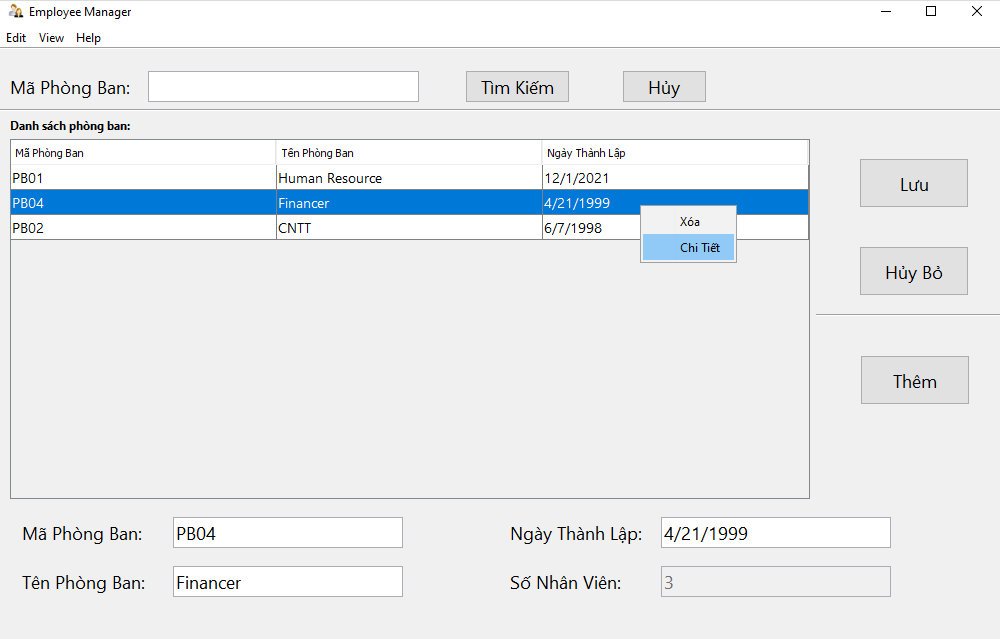 Employee Manager
Edit View Help
Mã Phòng Ban: Tìm Kiếm Hủy
Danh sách phòng ban:
Mã Phòng Ban Tên Phòng Ban Ngày Thành Lập
PB01 Human Resource 12/1/2021
PB04 Financer 4/21/1999
PB02 CNTT 6/7/1998
Xóa
Chi Tiết
Lưu
Hủy Bỏ
Thêm
Mã Phòng Ban: PB04 Ngày Thành Lập: 4/21/1999
Tên Phòng Ban: Financer Số Nhân Viên: 3